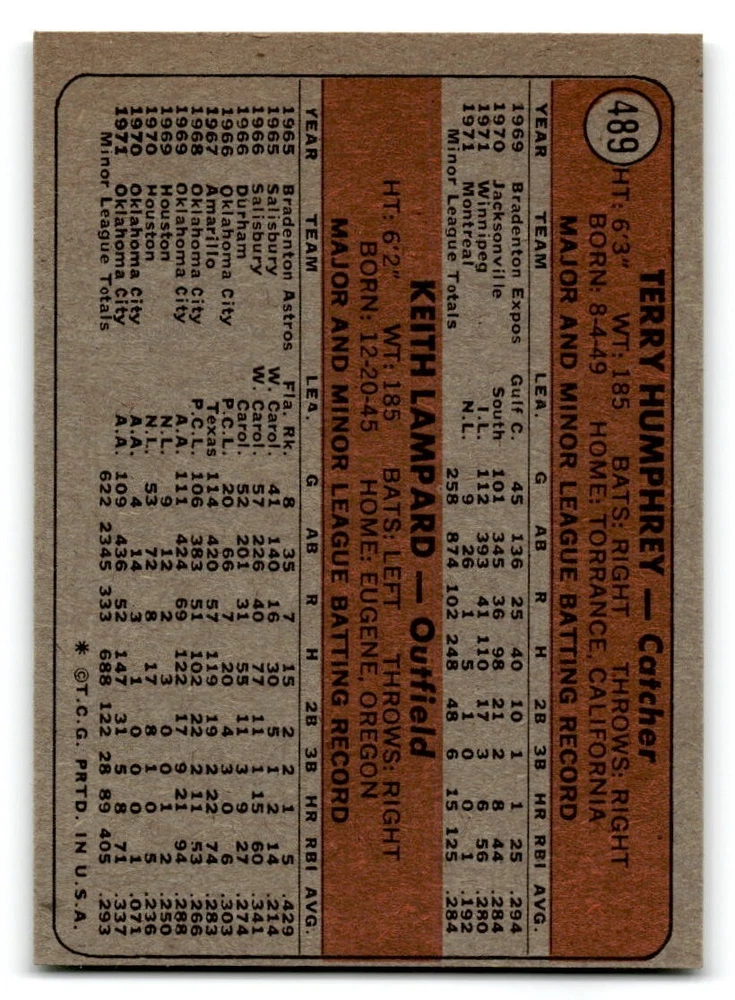 489
TERRY HUMPHREY — Catcher
HT: 6'3" WT: 185 BATS: RIGHT THROWS: RIGHT
BORN: 8-4-49 HOME: TORRANCE, CALIFORNIA
MAJOR AND MINOR LEAGUE BATTING RECORD
YEAR TEAM LEA. G AB R H 2B 3B HR RBI AVG.
1969 Bradenton Expos Gulf C. 45 136 25 40 10 1 1 25 .294
1970 Jacksonville South 101 345 36 98 21 2 8 44 .284
1971 Winnipeg I.L. 112 393 41 110 17 3 6 56 .280
1971 Montreal N.L. 9 26 1 5 1 0 0 1 .192
Minor League Totals 258 874 102 248 48 6 15 125 .284
KEITH LAMPARD — Outfield
HT: 6'2" WT: 185 BATS: LEFT THROWS: RIGHT
BORN: 12-20-45 HOME: EUGENE, OREGON
MAJOR AND MINOR LEAGUE BATTING RECORD
YEAR TEAM LEA. G AB R H 2B 3B HR RBI AVG.
1965 Bradenton Astros Fla. Rk. 8 35 7 15 2 2 1 5 .429
1965 Salisbury W. Carol. 41 140 16 30 5 1 2 14 .214
1966 Salisbury W. Carol. 57 226 40 77 11 1 15 60 .341
1966 Durham Carol. 52 201 31 55 11 3 9 27 .274
1966 Oklahoma City P.C.L. 20 66 7 20 4 3 0 6 .303
1967 Amarillo Texas 114 420 57 119 19 2 22 74 .283
1968 Oklahoma City P.C.L. 106 383 51 102 22 2 11 53 .266
1969 Oklahoma City A.A. 111 424 69 122 17 9 21 94 .288
1969 Houston N.L. 9 12 2 3 0 0 1 2 .250
1970 Houston N.L. 53 72 8 17 8 1 0 5 .236
1970 Oklahoma City A.A. 4 14 3 1 0 0 0 0 .071
1971 Oklahoma City A.A. 109 436 52 147 31 5 8 71 .337
Minor League Totals 622 2345 333 688 122 28 89 405 .293
* ©T.C.G. PRTD. IN U.S.A.